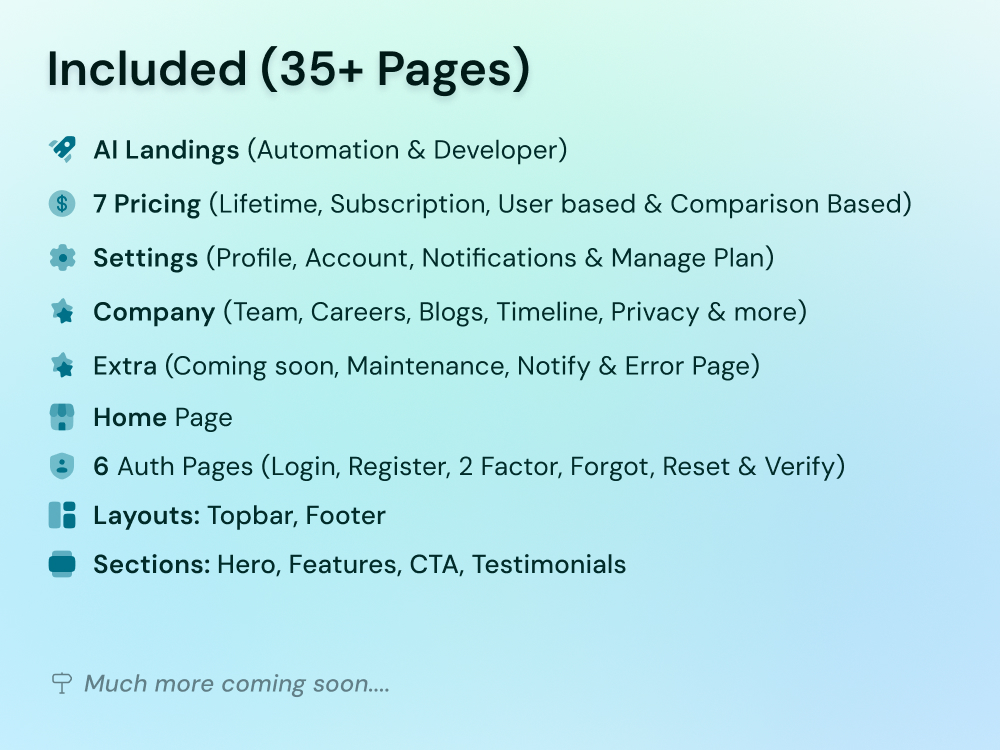 Included (35+ Pages)
AI Landings (Automation & Developer)
7 Pricing (Lifetime, Subscription, User based & Comparison Based)
Settings (Profile, Account, Notifications & Manage Plan)
Company (Team, Careers, Blogs, Timeline, Privacy & more)
Extra (Coming soon, Maintenance, Notify & Error Page)
Home Page
6 Auth Pages (Login, Register, 2 Factor, Forgot, Reset & Verify)
Layouts: Topbar, Footer
Sections: Hero, Features, CTA, Testimonials
Much more coming soon....